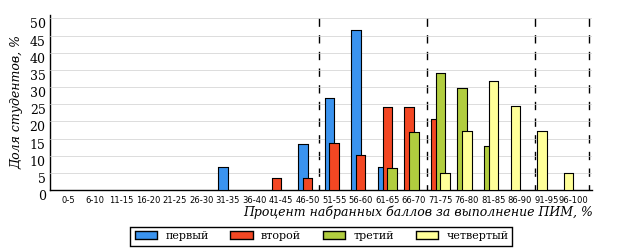 50
45
40
35
30
25
20
15
10
5
0
Доля студентов, %
0-5 6-10 11-15 16-20 21-25 26-30 31-35 36-40 41-45 46-50 51-55 56-60 61-65 66-70 71-75 76-80 81-85 86-90 91-95 96-100
Процент набранных баллов за выполнение ПИМ, %
первый второй третий четвертый